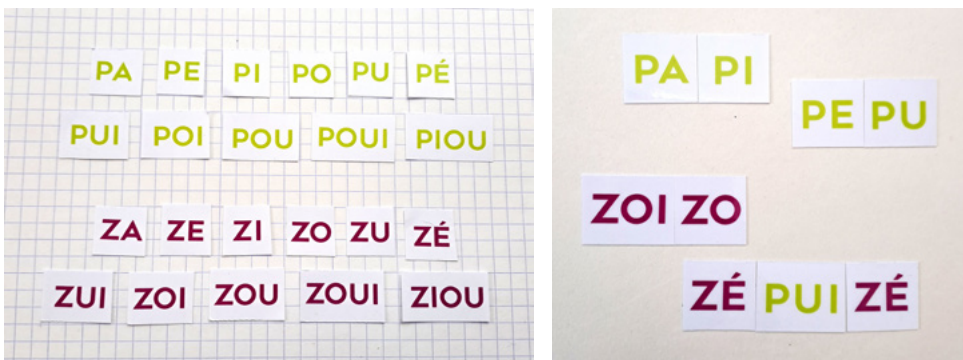 PA PE PI PO PU PÉ
PUI POI POU POUI PIOU
ZA ZE ZI ZO ZU ZÉ
ZUI ZOI ZOU ZOUI ZIOU
PA PI
PE PU
ZOI ZO
ZÉ PUI ZÉ